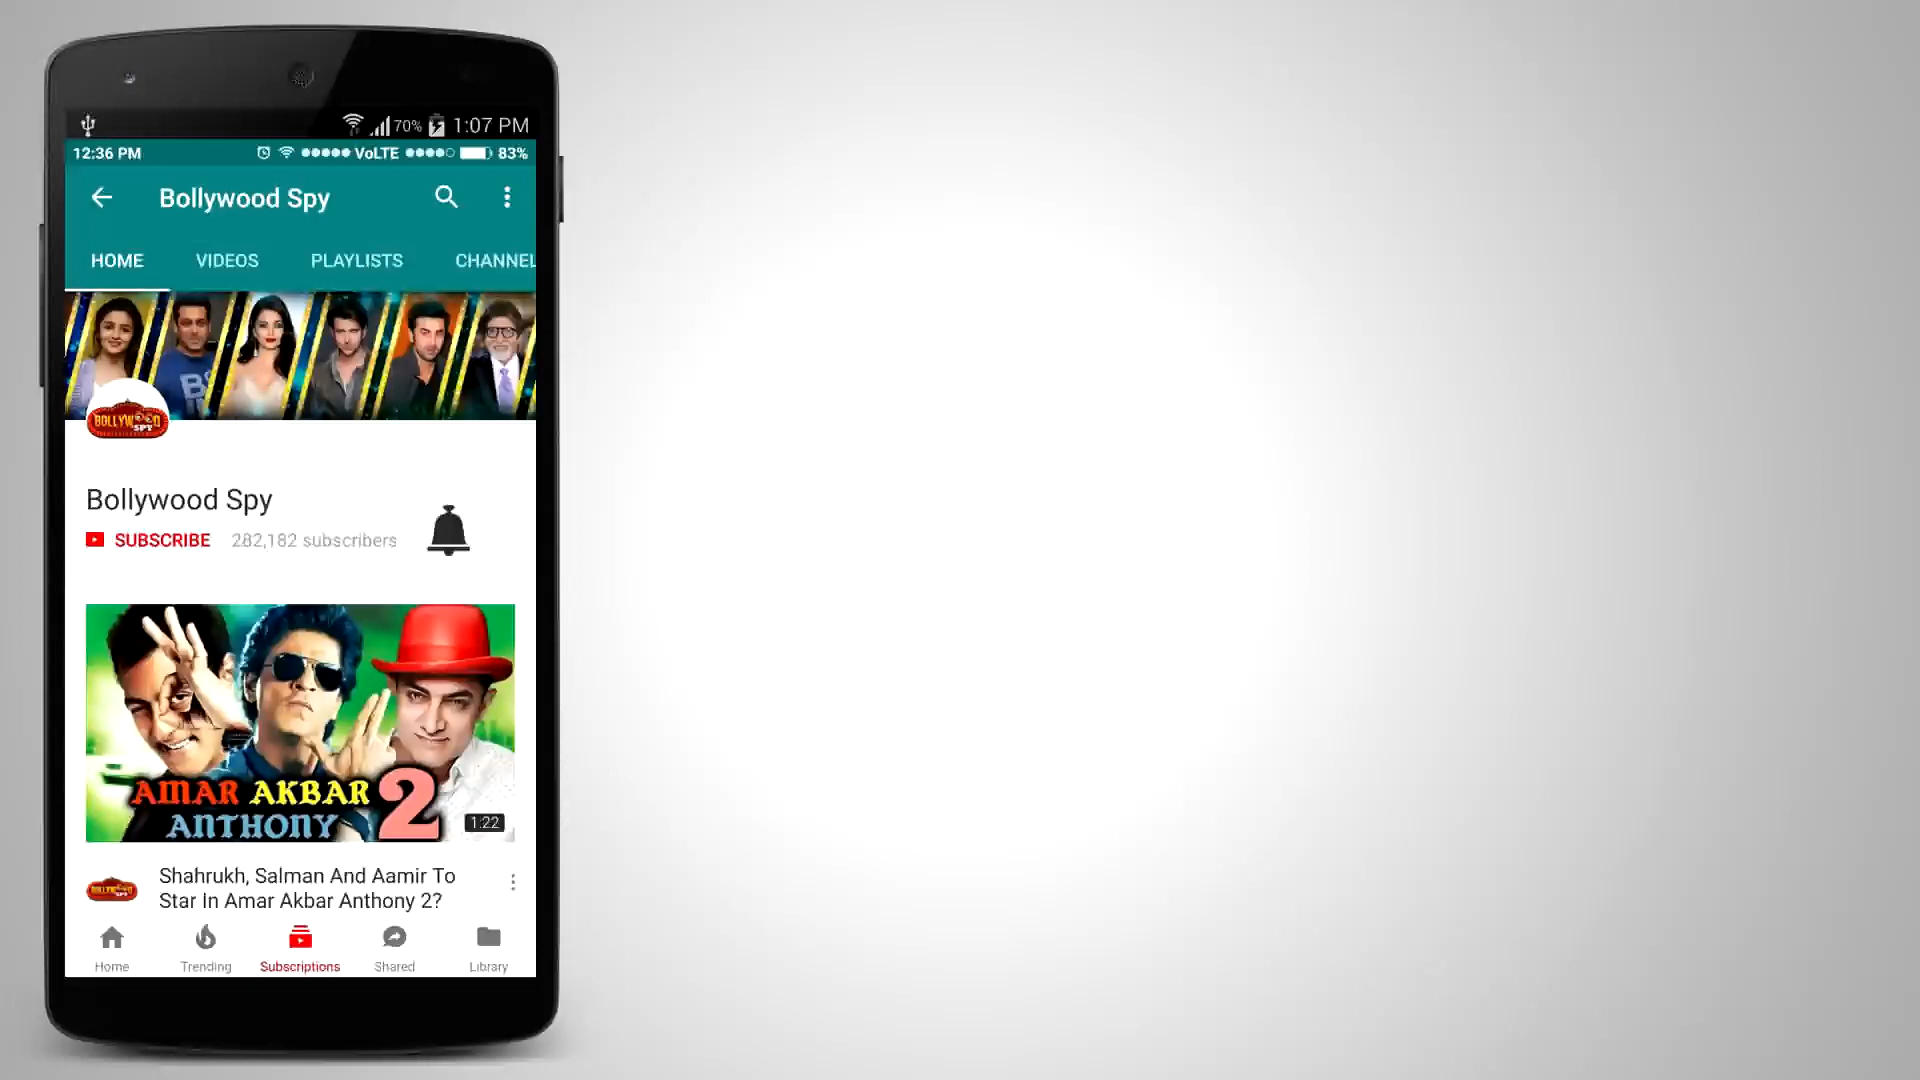 70% 1:07 PM
12:36 PM VoLTE 83%
Bollywood Spy
HOME VIDEOS PLAYLISTS CHANNEL
BOLLYWOOD
SPY
Bollywood Spy
SUBSCRIBE 282,182 subscribers
AMAR AKBAR 2
ANTHONY
1:22
Shahrukh, Salman And Aamir To
Star In Amar Akbar Anthony 2?
Home Trending Subscriptions Shared Library